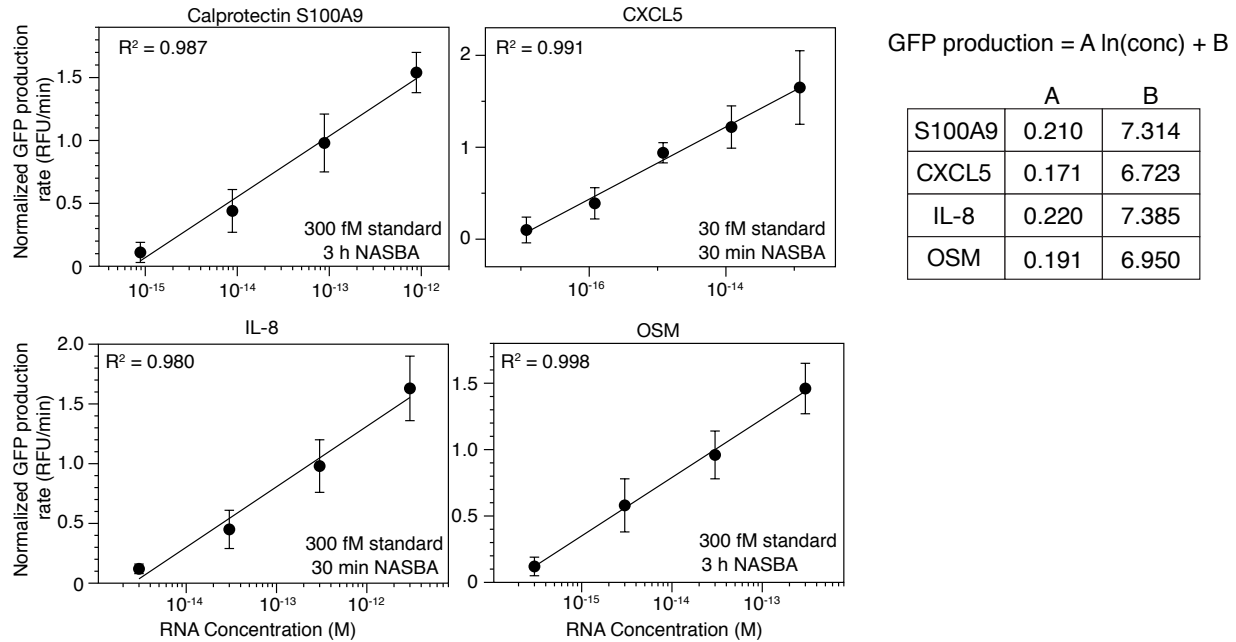 Calprotectin S100A9
R² = 0.987
Normalized GFP production
rate (RFU/min)
1.5
1.0
0.5
0
300 fM standard
3 h NASBA
10⁻¹⁵
10⁻¹⁴
10⁻¹³
10⁻¹²
CXCL5
R² = 0.991
2
1
0
30 fM standard
30 min NASBA
10⁻¹⁶
10⁻¹⁴
GFP production = A ln(conc) + B
A B
S100A9 0.210 7.314
CXCL5 0.171 6.723
IL-8 0.220 7.385
OSM 0.191 6.950
IL-8
R² = 0.980
Normalized GFP production
rate (RFU/min)
2.0
1.5
1.0
0.5
0
300 fM standard
30 min NASBA
10⁻¹⁴
10⁻¹³
10⁻¹²
RNA Concentration (M)
OSM
R² = 0.998
1.5
1.0
0.5
0
300 fM standard
3 h NASBA
10⁻¹⁵
10⁻¹⁴
10⁻¹³
RNA Concentration (M)